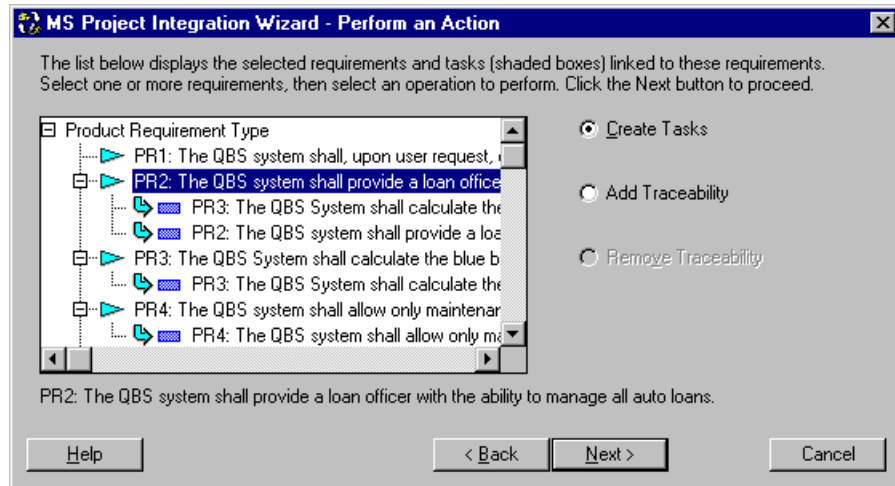 MS Project Integration Wizard - Perform an Action
The list below displays the selected requirements and tasks (shaded boxes) linked to these requirements.
Select one or more requirements, then select an operation to perform. Click the Next button to proceed.
Product Requirement Type
PR1: The QBS system shall, upon user request,
PR2: The QBS system shall provide a loan office
PR3: The QBS System shall calculate the
PR2: The QBS system shall provide a loa
PR3: The QBS System shall calculate the blue b
PR3: The QBS System shall calculate the
PR4: The QBS system shall allow only maintenan
PR4: The QBS system shall allow only ma
Create Tasks
Add Traceability
Remove Traceability
PR2: The QBS system shall provide a loan officer with the ability to manage all auto loans.
Help
< Back
Next >
Cancel